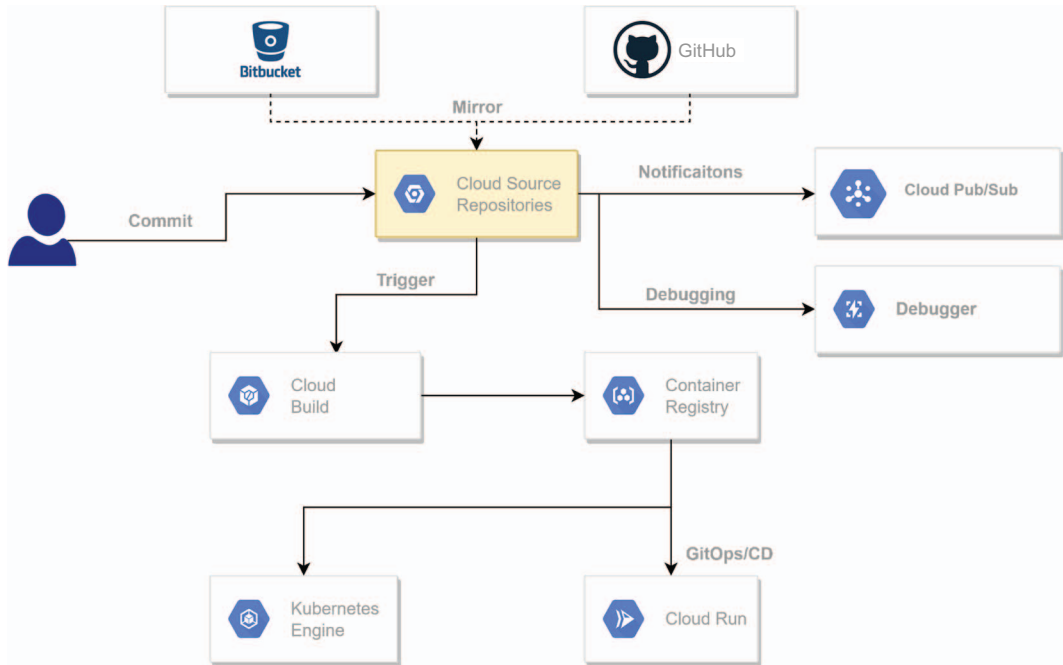 Bitbucket
GitHub
Mirror
Cloud Source
Repositories
Notificaitons
Cloud Pub/Sub
Commit
Trigger
Debugging
Debugger
Cloud
Build
Container
Registry
GitOps/CD
Kubernetes
Engine
Cloud Run